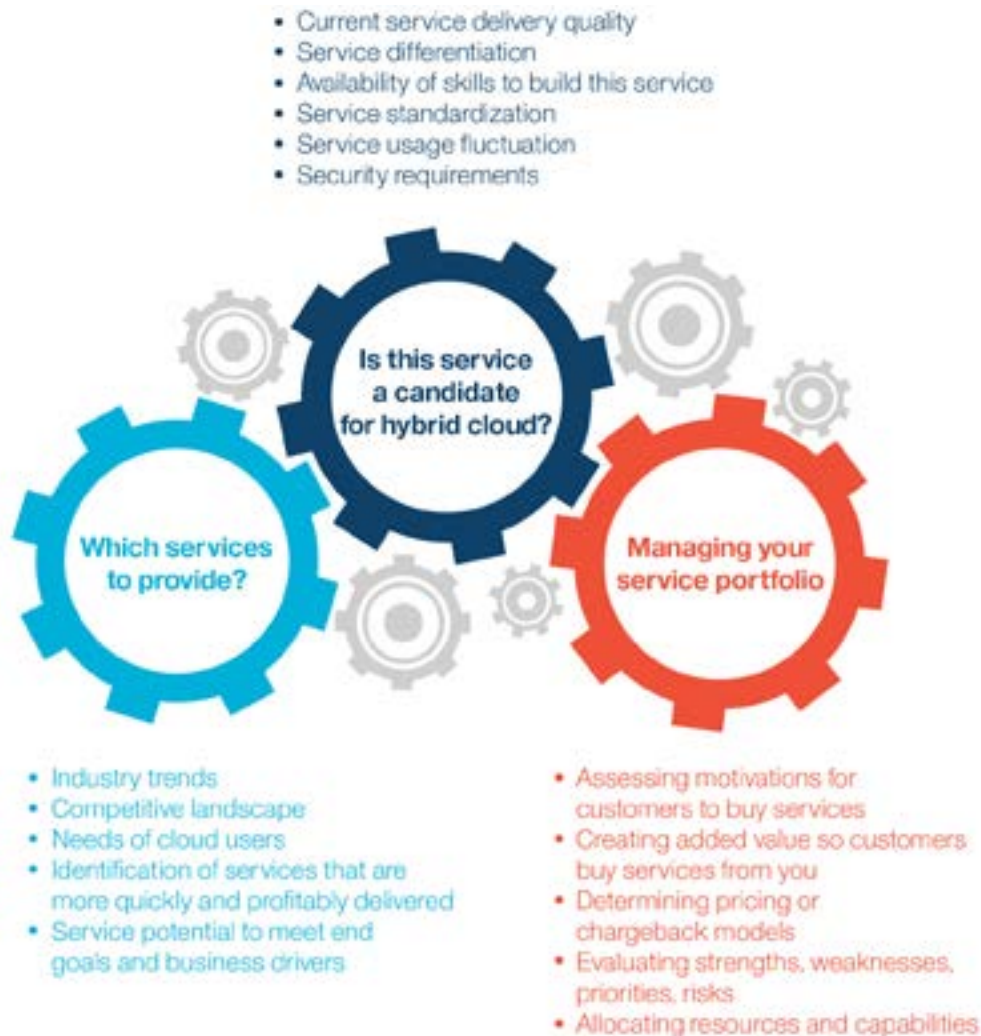 • Current service delivery quality
• Service differentiation
• Availability of skills to build this service
• Service standardization
• Service usage fluctuation
• Security requirements
Is this service
a candidate
for hybrid cloud?
Which services
to provide?
Managing your
service portfolio
• Industry trends
• Competitive landscape
• Needs of cloud users
• Identification of services that are
more quickly and profitably delivered
• Service potential to meet end
goals and business drivers
• Assessing motivations for
customers to buy services
• Creating added value so customers
buy services from you
• Determining pricing or
chargeback models
• Evaluating strengths, weaknesses,
priorities, risks
• Allocating resources and capabilities